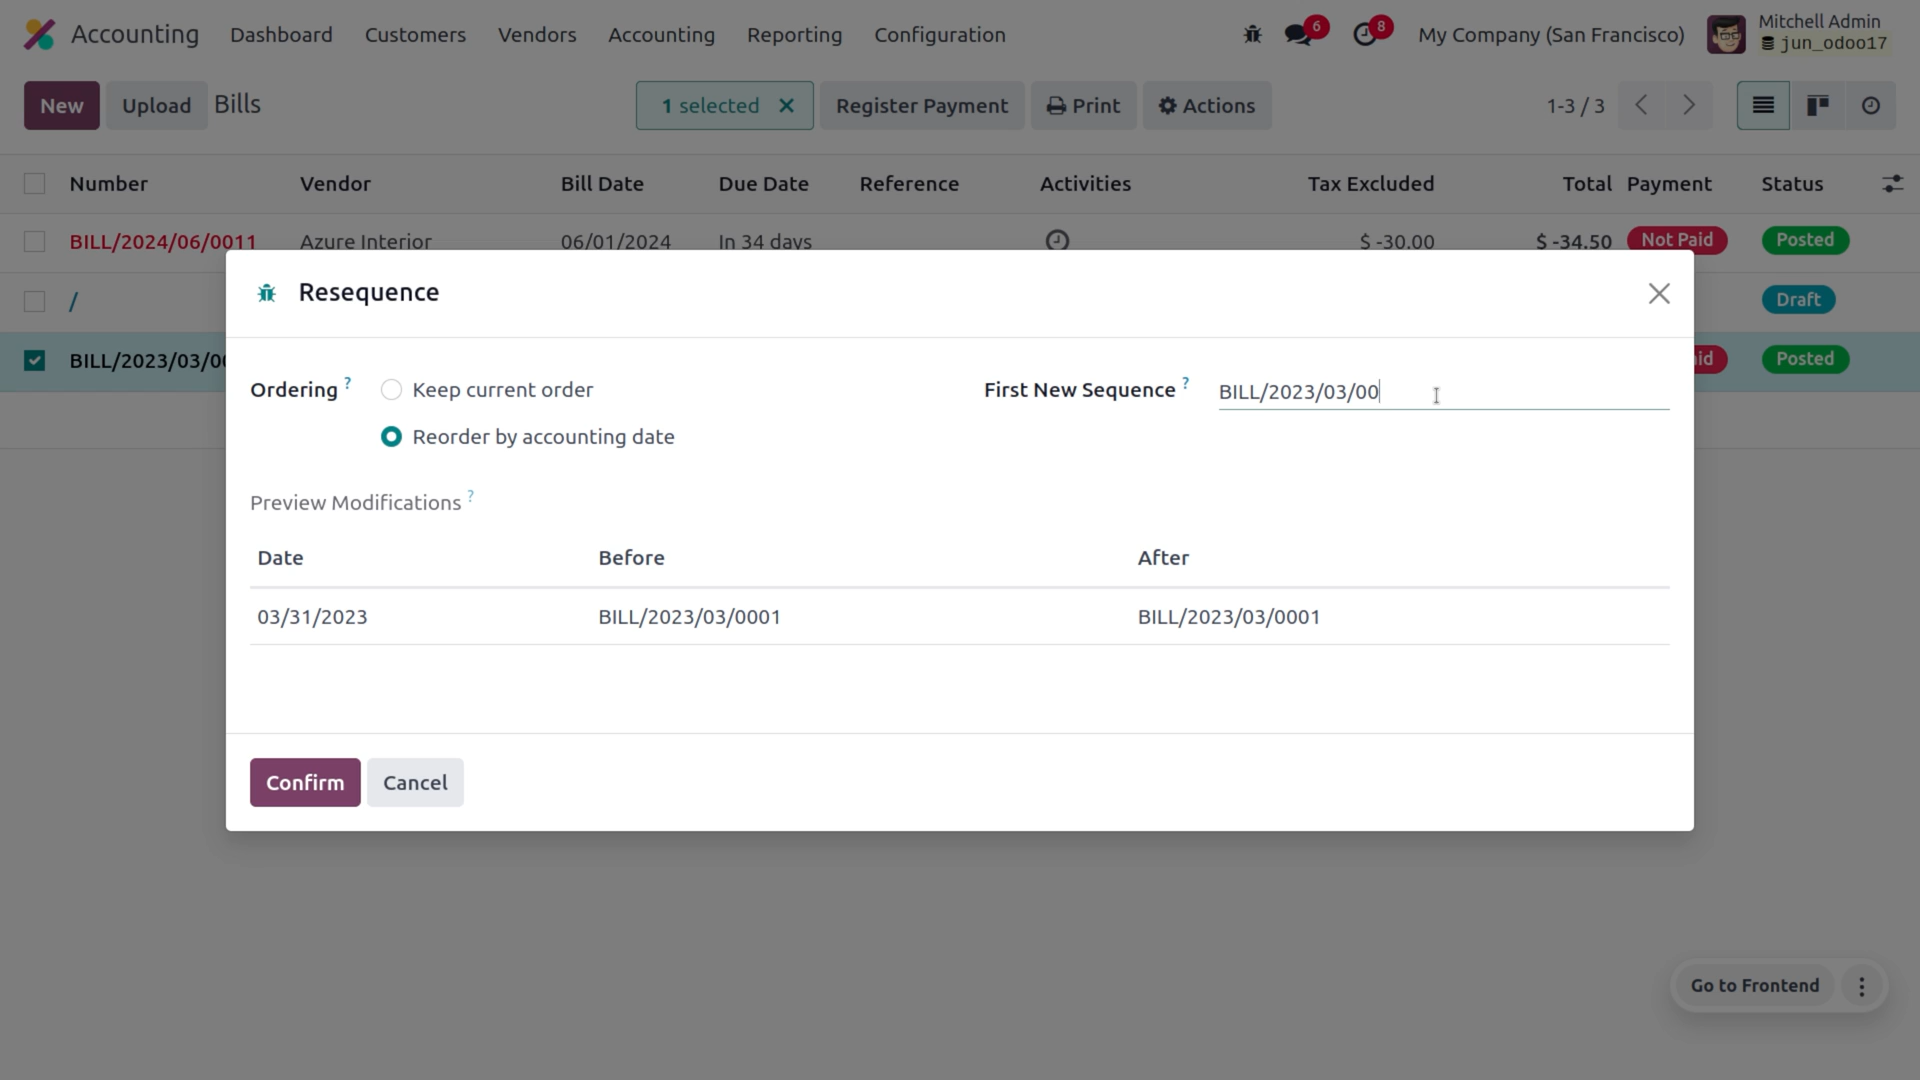 Accounting Dashboard Customers Vendors Accounting Reporting Configuration 6 8 My Company (San Francisco) Mitchell Admin
jun_odoo17
New Upload Bills 1 selected Register Payment Print Actions 1-3 / 3
Number Vendor Bill Date Due Date Reference Activities Tax Excluded Total Payment Status
BILL/2024/06/0011 Azure Interior 06/01/2024 In 34 days $ -30.00 $ -34.50 Not Paid Posted
/ Draft
BILL/2023/03/00 Posted
Resequence
Ordering ? Keep current order First New Sequence ? BILL/2023/03/00
Reorder by accounting date
Preview Modifications ?
Date Before After
03/31/2023 BILL/2023/03/0001 BILL/2023/03/0001
Confirm Cancel
Go to Frontend